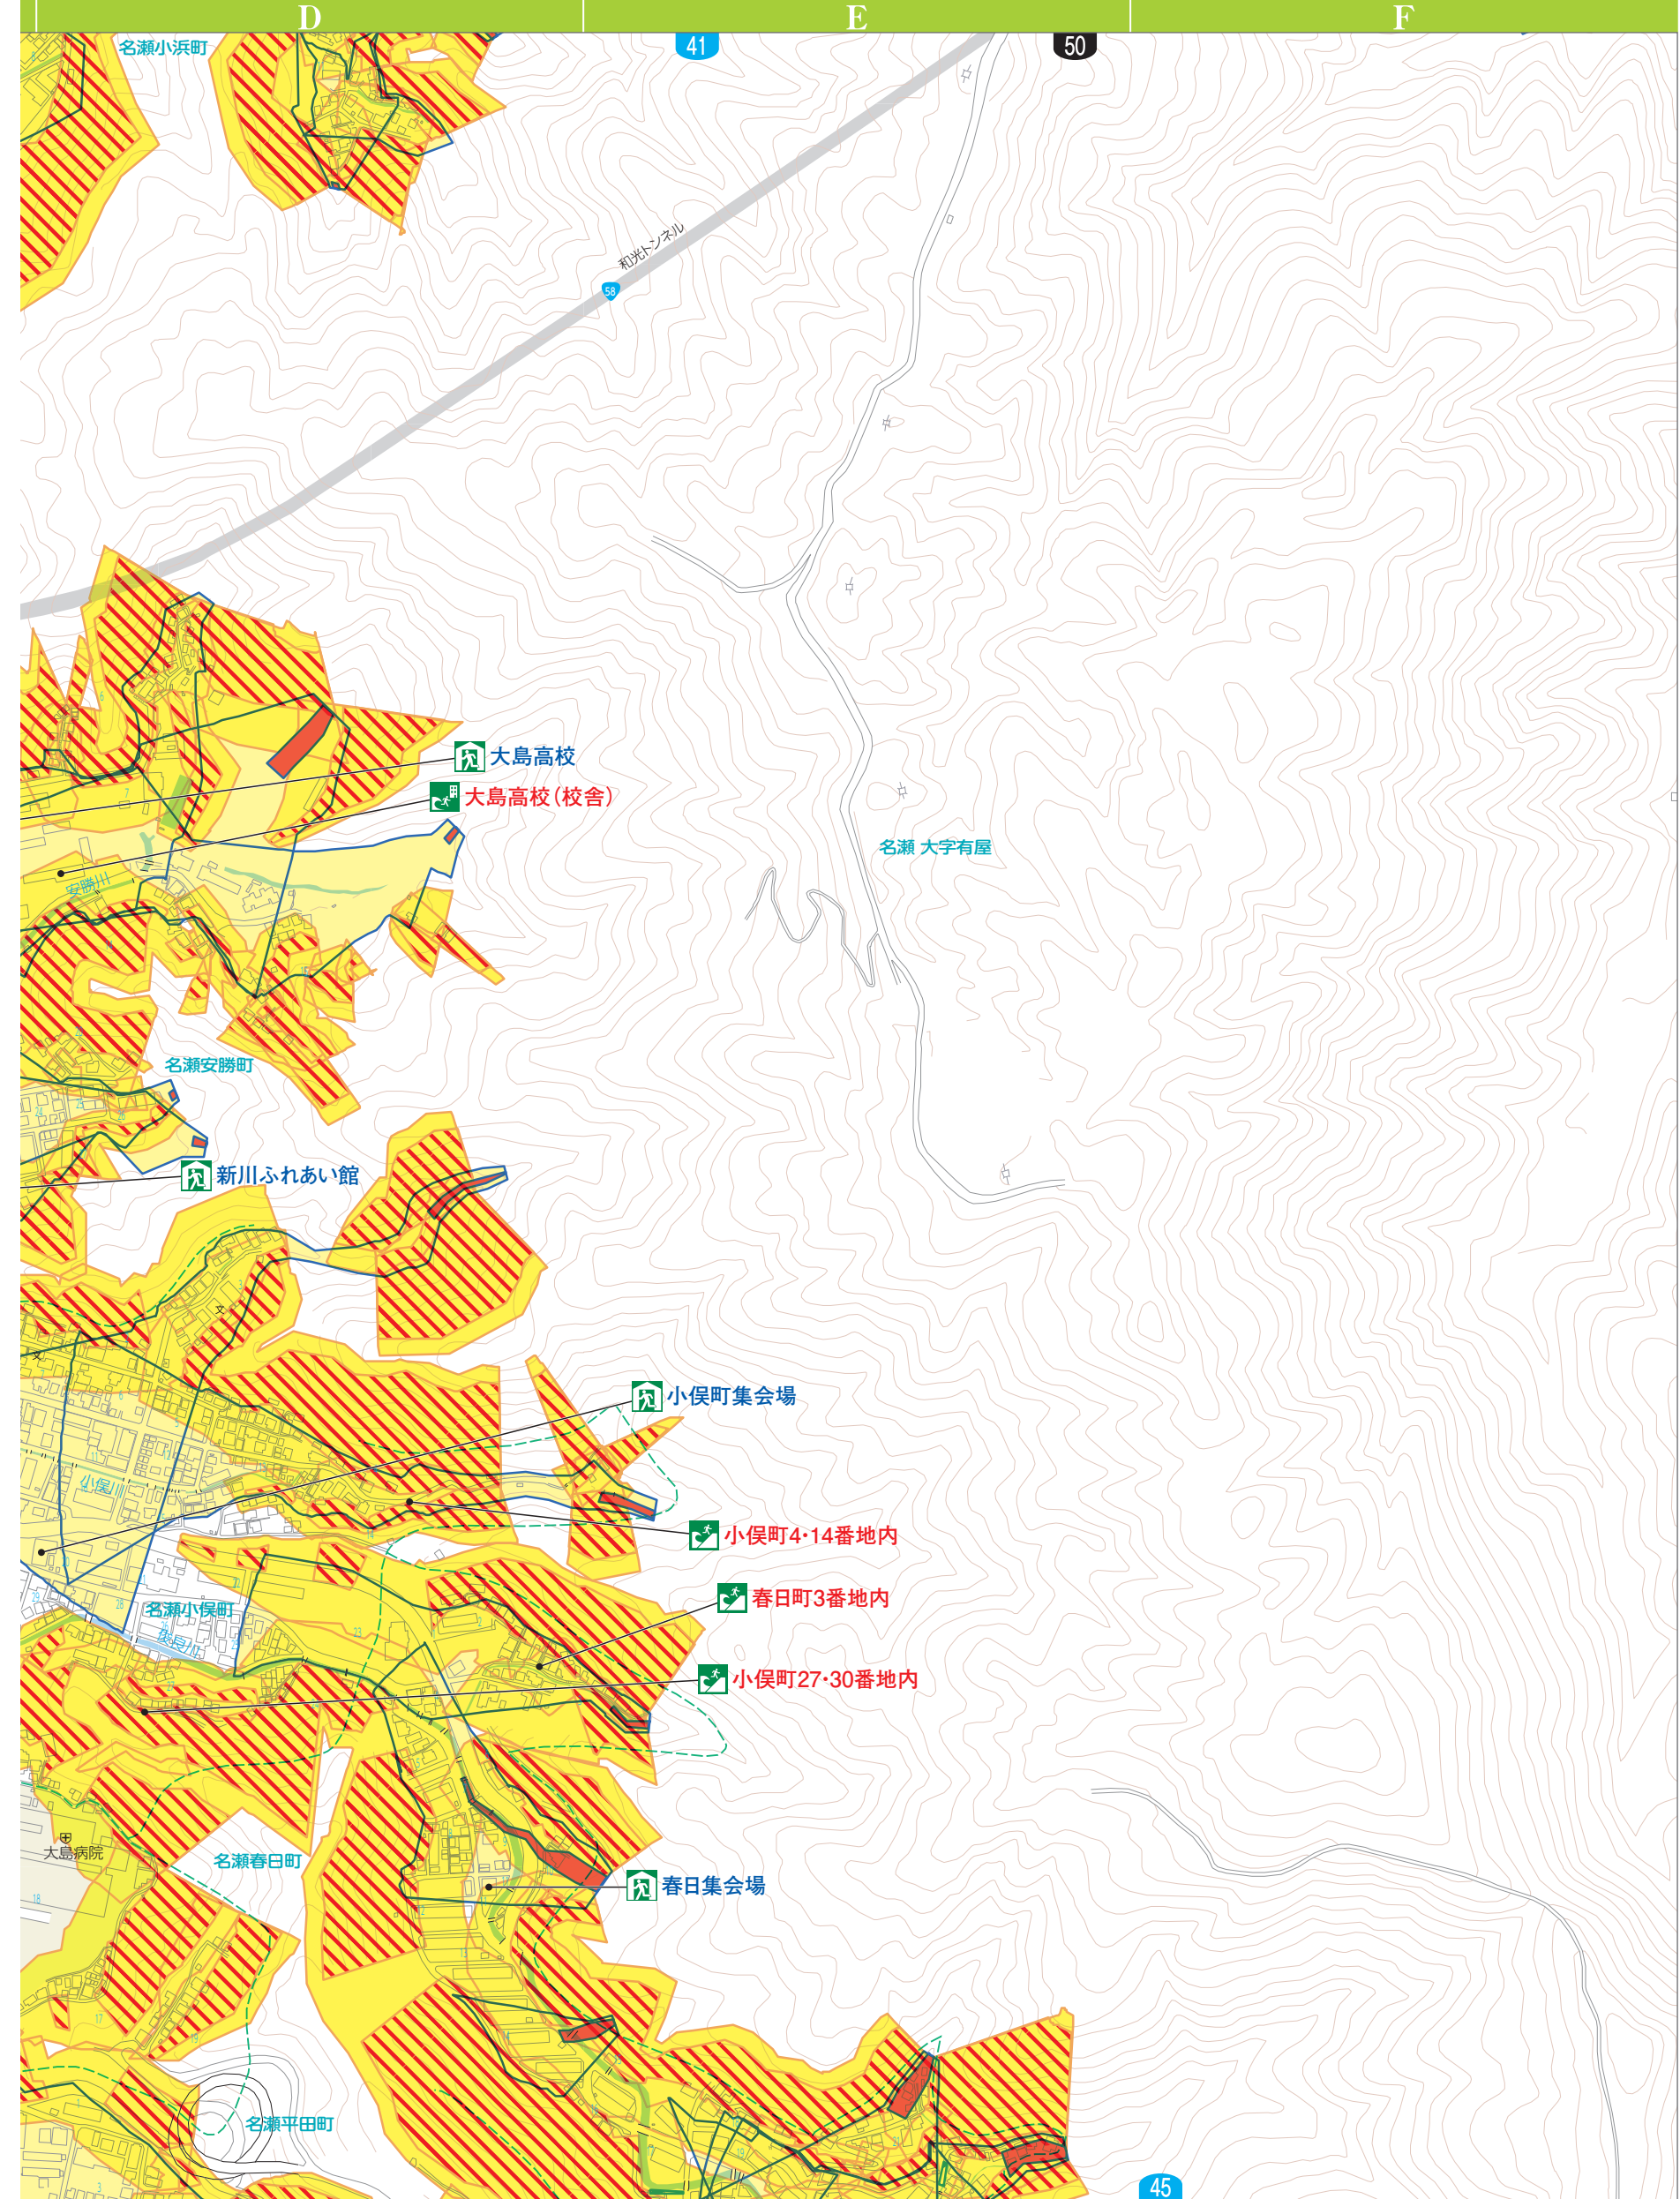 D
E
F
名瀬小浜町
41
50
和光トンネル
58
大島高校
大島高校（校舎）
名瀬 大字有屋
安勝川
名瀬安勝町
新川ふれあい館
小俣町集会場
小俣川
小俣町4・14番地内
春日町3番地内
名瀬小俣町
小俣町27・30番地内
大島病院
名瀬春日町
春日集会場
名瀬平田町
45